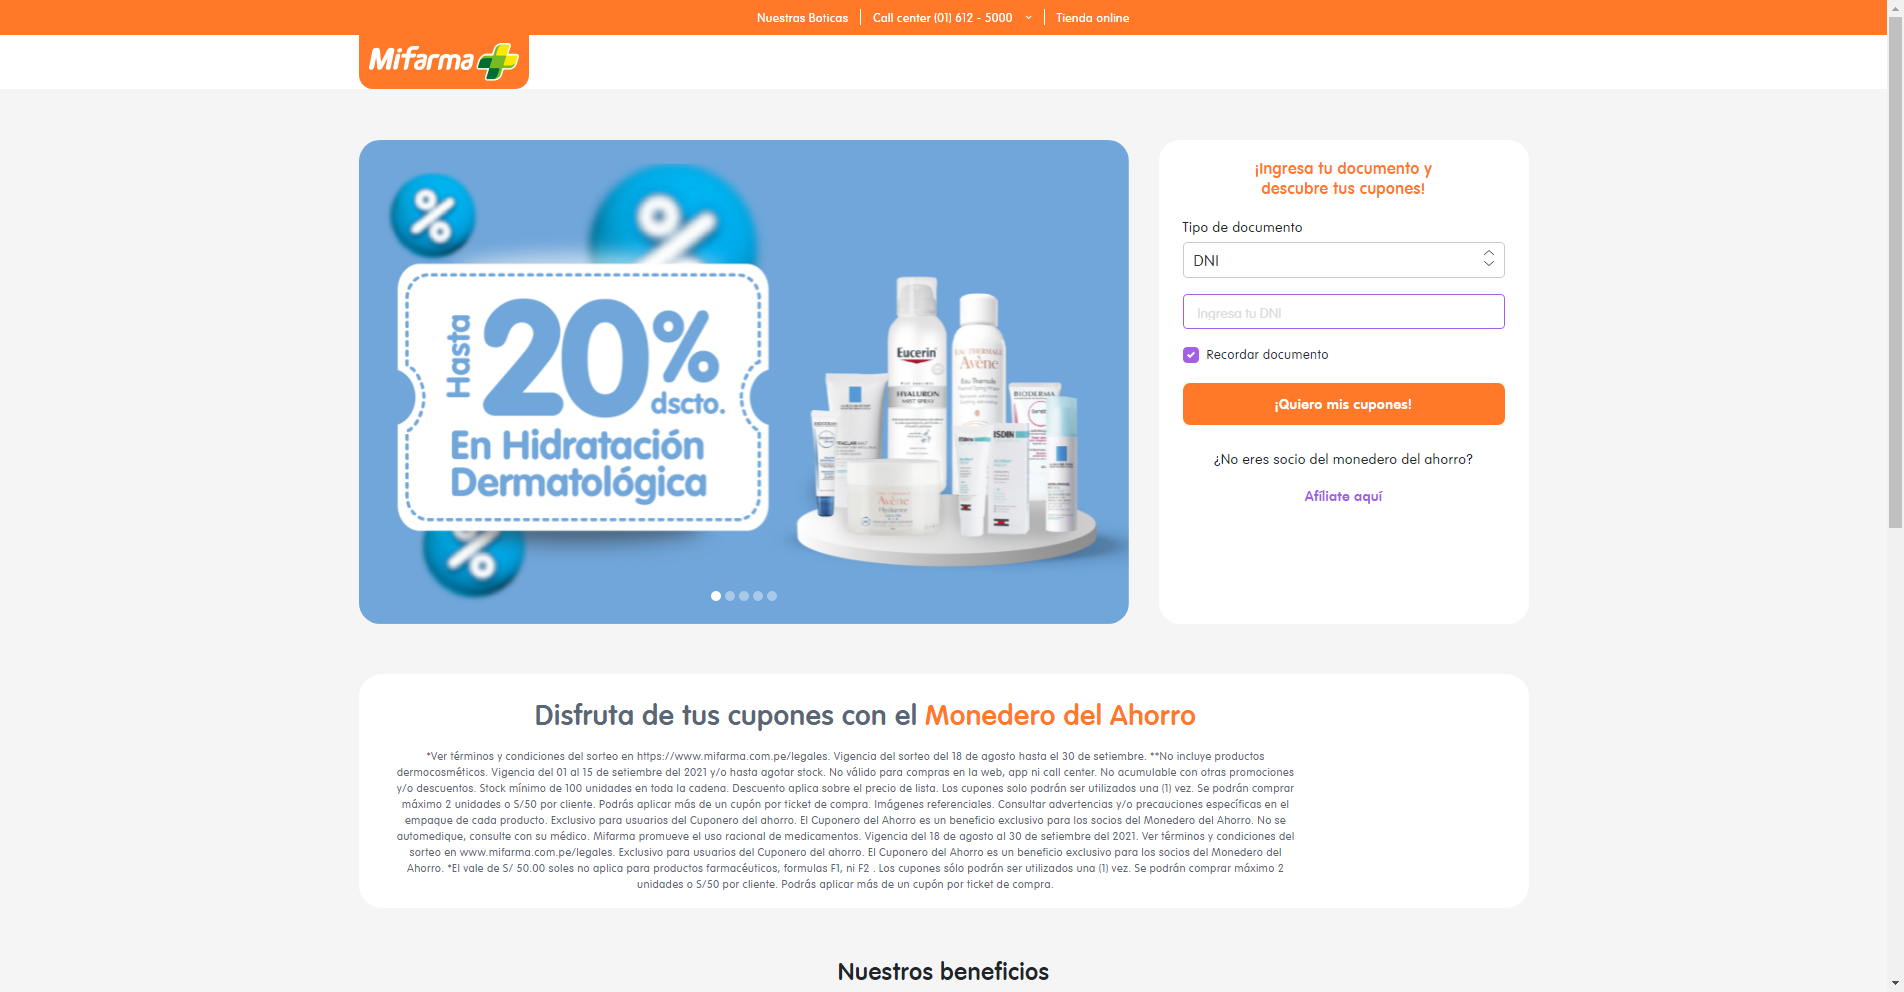 Nuestras Boticas
Call center (01) 612 - 5000
Tienda online
Mifarma
Hasta
20%
dscto.
En Hidratación
Dermatológica
Eucerin
HYALURON
MIST SPRAY
EAU THERMALE
Avène
Eau Thermale
BIODERMA
ISDIN
Avène
¡Ingresa tu documento y
descubre tus cupones!
Tipo de documento
DNI
Ingresa tu DNI
Recordar documento
¡Quiero mis cupones!
¿No eres socio del monedero del ahorro?
Afíliate aquí
Disfruta de tus cupones con el Monedero del Ahorro
*Ver términos y condiciones del sorteo en https://www.mifarma.com.pe/legales. Vigencia del sorteo del 18 de agosto hasta el 30 de setiembre. **No incluye productos
dermocosméticos. Vigencia del 01 al 15 de setiembre del 2021 y/o hasta agotar stock. No válido para compras en la web, app ni call center. No acumulable con otras promociones
y/o descuentos. Stock mínimo de 100 unidades en toda la cadena. Descuento aplica sobre el precio de lista. Los cupones solo podrán ser utilizados una (1) vez. Se podrán comprar
máximo 2 unidades o S/50 por cliente. Podrás aplicar más de un cupón por ticket de compra. Imágenes referenciales. Consultar advertencias y/o precauciones específicas en el
empaque de cada producto. Exclusivo para usuarios del Cuponero del ahorro. El Cuponero del Ahorro es un beneficio exclusivo para los socios del Monedero del Ahorro. No se
automedique, consulte con su médico. Mifarma promueve el uso racional de medicamentos. Vigencia del 18 de agosto al 30 de setiembre del 2021. Ver términos y condiciones del
sorteo en www.mifarma.com.pe/legales. Exclusivo para usuarios del Cuponero del ahorro. El Cuponero del Ahorro es un beneficio exclusivo para los socios del Monedero del
Ahorro. *El vale de S/ 50.00 soles no aplica para productos farmacéuticos, formulas F1, ni F2 . Los cupones sólo podrán ser utilizados una (1) vez. Se podrán comprar máximo 2
unidades o S/50 por cliente. Podrás aplicar más de un cupón por ticket de compra.
Nuestros beneficios